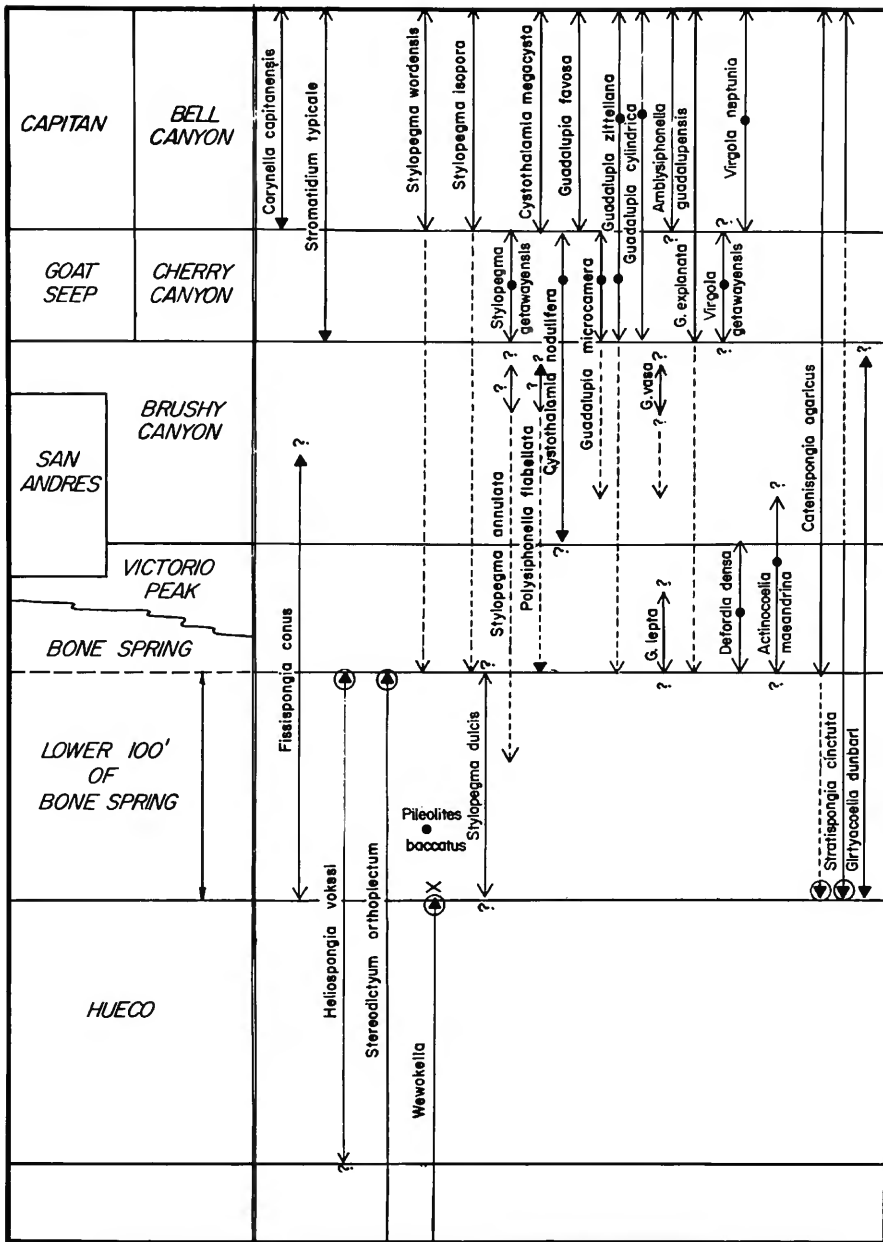 CAPITAN
BELL
CANYON
GOAT
SEEP
CHERRY
CANYON
BRUSHY
CANYON
SAN
ANDRES
VICTORIO
PEAK
BONE SPRING
LOWER 100'
OF
BONE SPRING
HUECO
Corynella capitanensis
Stromatidium typicale
Fissispongia conus
?
Heliospongia vokesi
?
Stereodictyum orthoplectum
Stylopegma wordensis
Wewokella
X
Pileolites
baccatus
Stylopegma isopora
Stylopegma dulcis
?
?
Stylopegma
getawayensis
?
?
Stylopegma annulata
Cystothalamia megacysta
?
?
Polysiphonella flabellata
Cystothalamia nodulifera
?
Guadalupia favosa
Guadalupia microcamera
Guadalupia zitteliana
Guadalupia cylindrica
G. vasa
?
?
?
G. lepta
?
?
Amblysiphonella
guadalupensis
?
G. explanata
Virgola
getawayensis
?
?
Virgola neptunia
Defordia densa
Actinocoelia
maeandrina
?
?
Catenispongia agaricus
Stratispongia cinctuta
Girtyacoelia dunbari
?